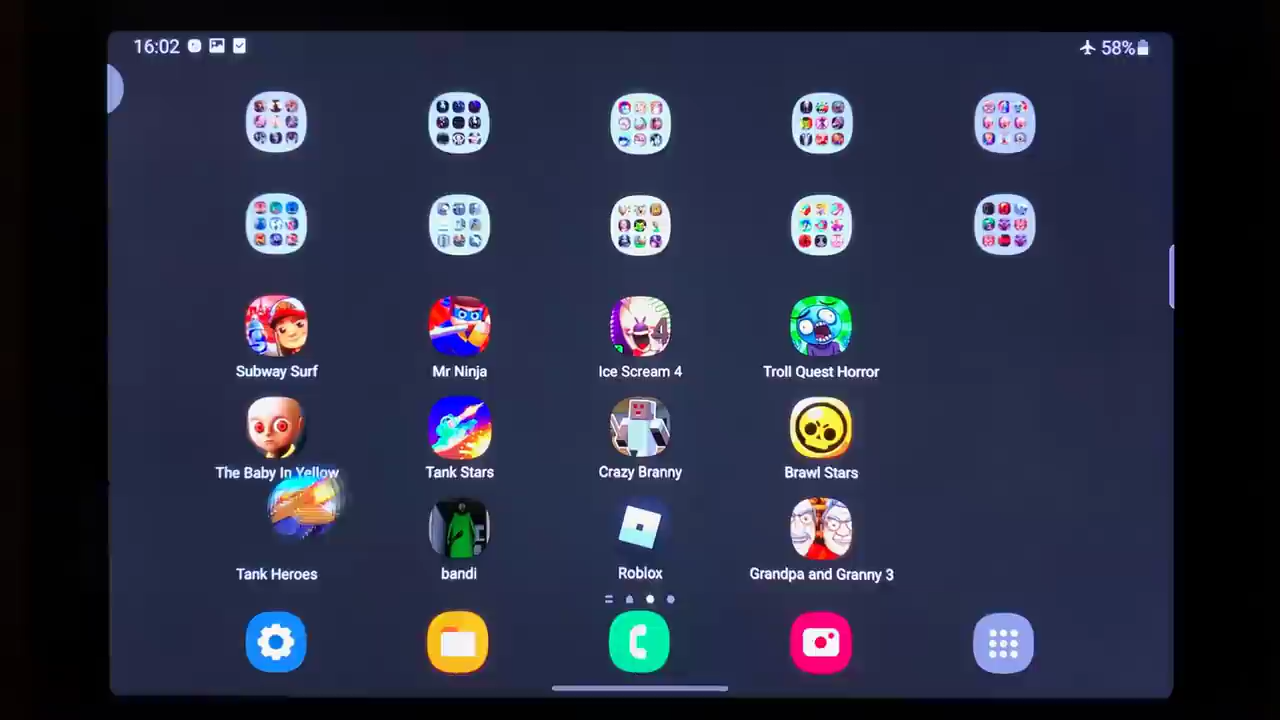 16:02
58%
Subway Surf
Mr Ninja
Ice Scream 4
Troll Quest Horror
The Baby In Yellow
Tank Stars
Crazy Branny
Brawl Stars
Tank Heroes
bandi
Roblox
Grandpa and Granny 3